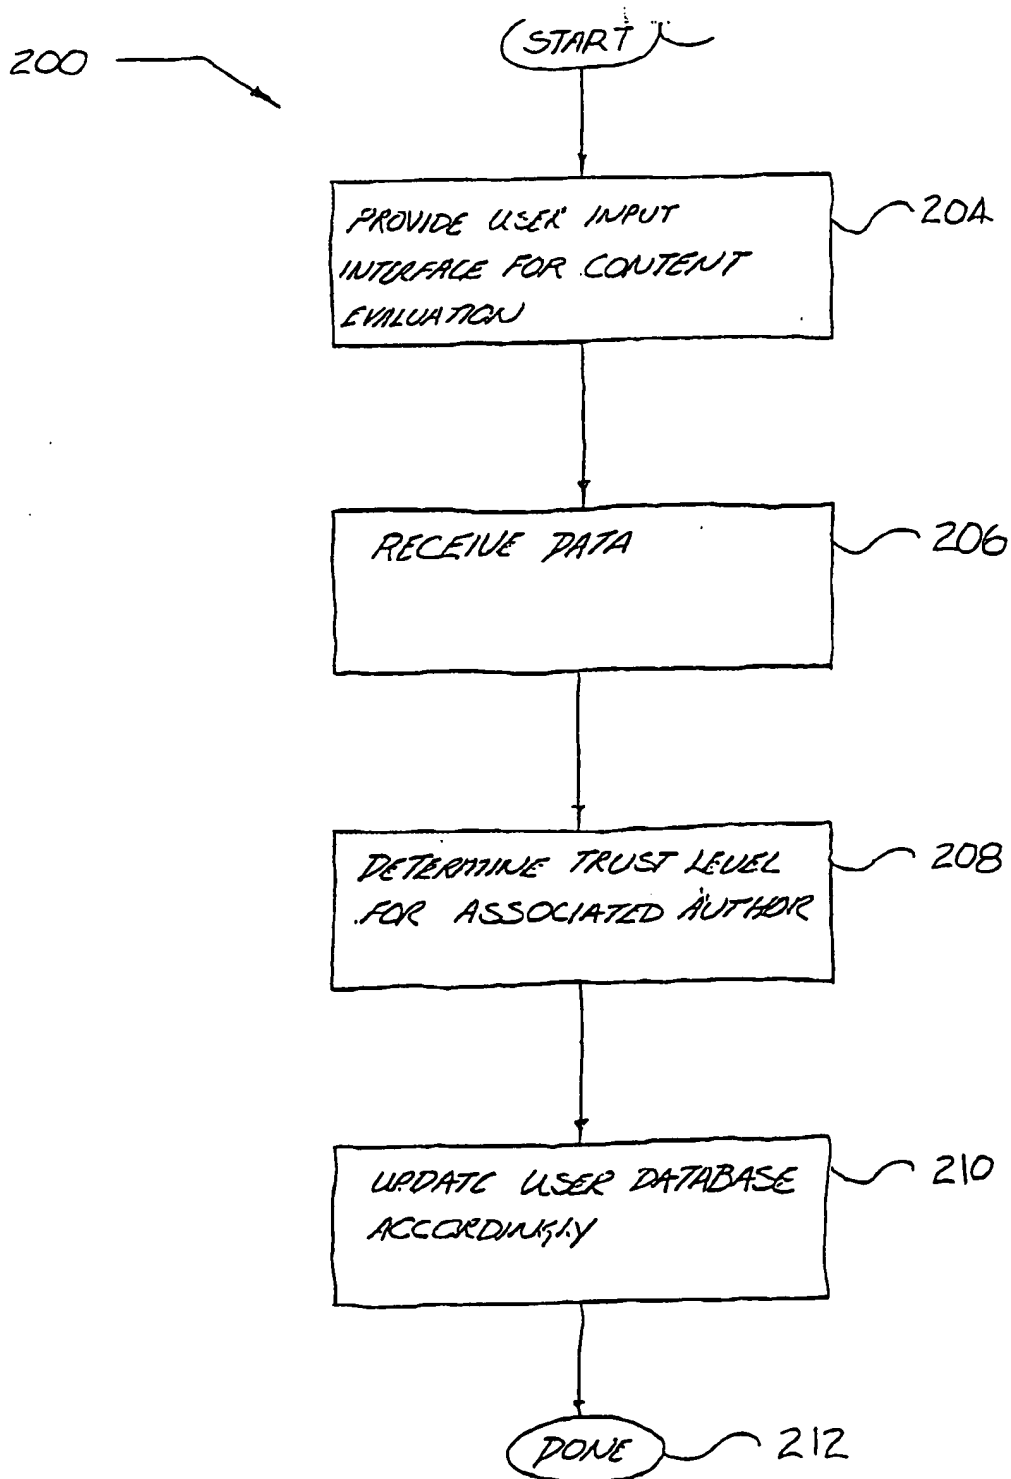 START
200
PROVIDE USER INPUT
INTERFACE FOR CONTENT
EVALUATION
204
RECEIVE DATA
206
DETERMINE TRUST LEVEL
FOR ASSOCIATED AUTHOR
208
UPDATE USER DATABASE
ACCORDINGLY
210
DONE
212